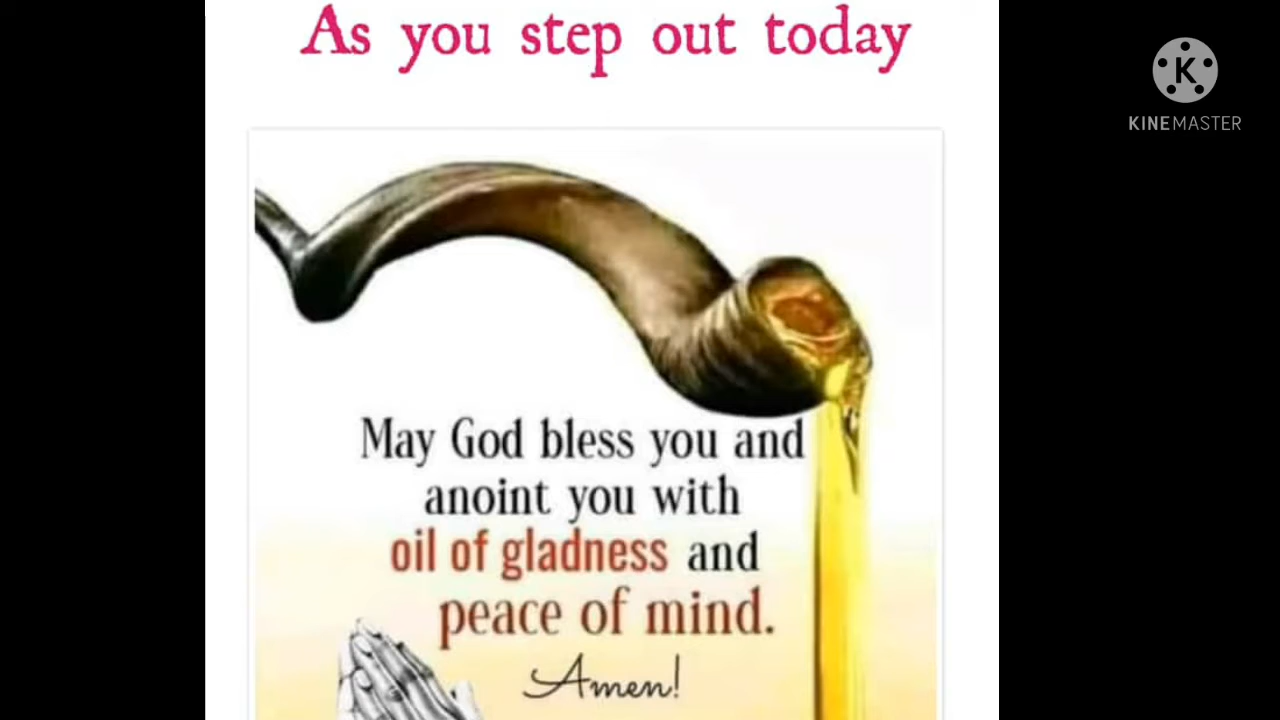 As you step out today
K
KINEMASTER
May God bless you and
anoint you with
oil of gladness and
peace of mind.
Amen!